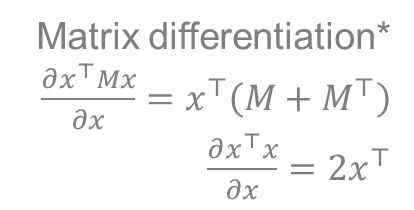 Matrix differentiation*
∂x⊤Mx/∂x = x⊤(M + M⊤)
∂x⊤x/∂x = 2x⊤